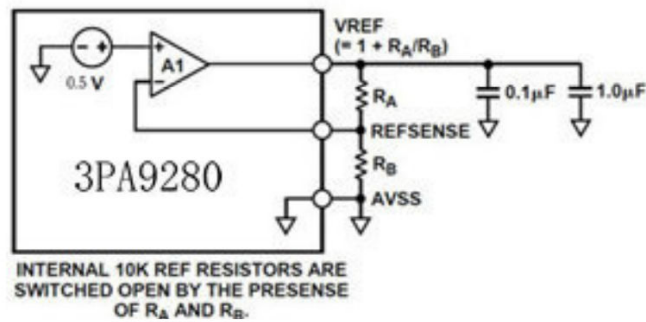 VREF
(= 1 + RA/RB)
A1
0.5 V
RA
0.1µF
1.0µF
REFSENSE
3PA9280
RB
AVSS
INTERNAL 10K REF RESISTORS ARE
SWITCHED OPEN BY THE PRESENSE
OF RA AND RB.